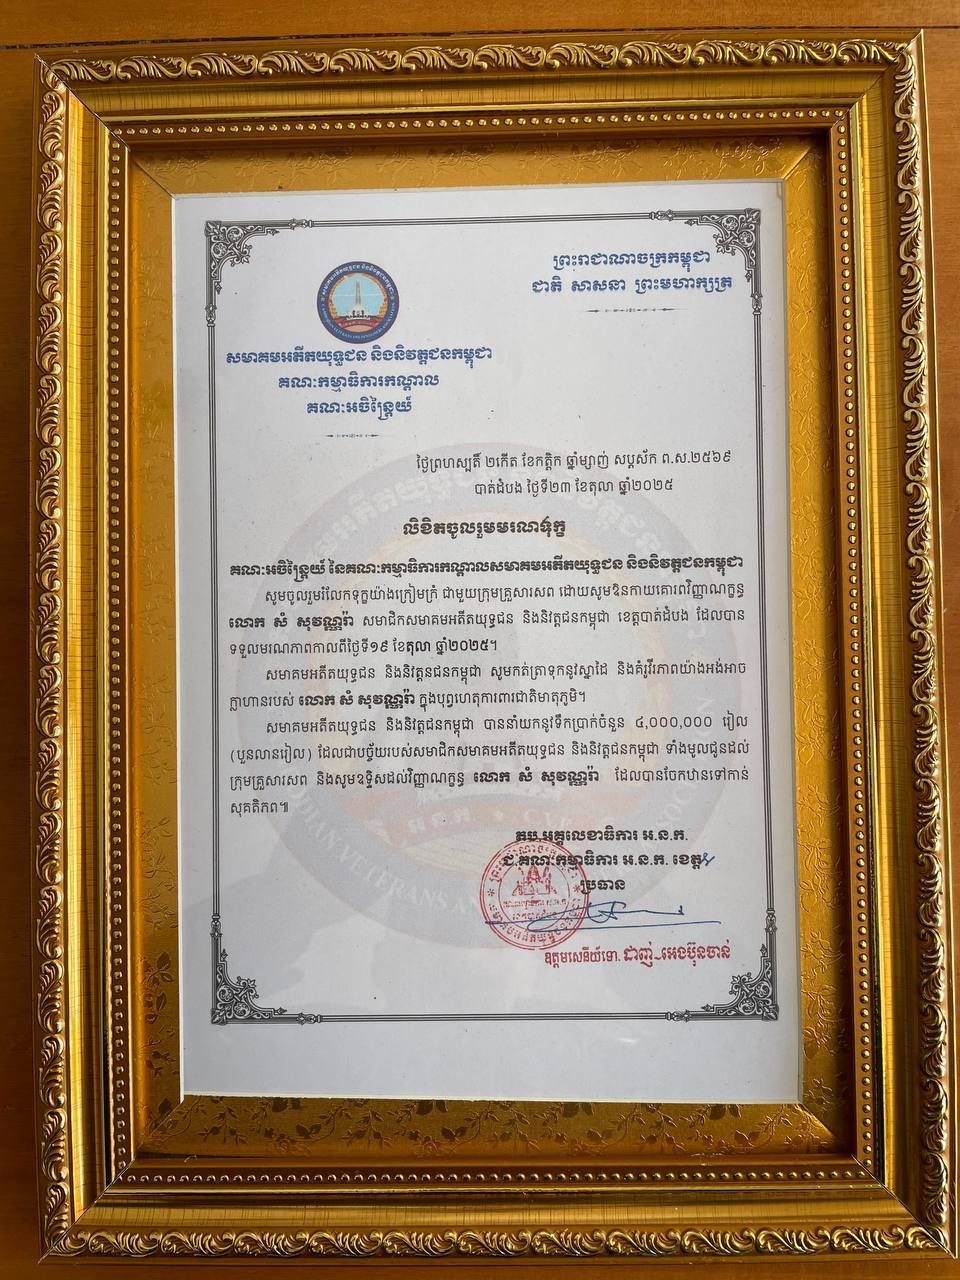 ព្រះរាជាណាចក្រកម្ពុជា
ជាតិ សាសនា ព្រះមហាក្សត្រ
សមាគមអតីតយុទ្ធជន និងនិវត្តជនកម្ពុជា
គណៈកម្មាធិការកណ្តាល
គណៈអចិន្ត្រៃយ៍
ថ្ងៃព្រហស្បតិ៍ ២កើត ខែកត្តិក ឆ្នាំម្សាញ់ សប្តស័ក ព.ស.២៥៦៩
បាត់ដំបង ថ្ងៃទី២៣ ខែតុលា ឆ្នាំ២០២៥
លិខិតចូលរួមមរណទុក្ខ
គណៈអចិន្ត្រៃយ៍ នៃគណៈកម្មាធិការកណ្តាលសមាគមអតីតយុទ្ធជន និងនិវត្តជនកម្ពុជា
សូមចូលរួមរំលែកទុក្ខយ៉ាងក្រៀមក្រំ ជាមួយក្រុមគ្រួសារសព ដោយសូមឱនកាយគោរពវិញ្ញាណក្ខន្ធ
លោក សំ សុវណ្ណរ៉ា សមាជិកសមាគមអតីតយុទ្ធជន និងនិវត្តជនកម្ពុជា ខេត្តបាត់ដំបង ដែលបាន
ទទួលមរណភាពកាលពីថ្ងៃទី១៩ ខែតុលា ឆ្នាំ២០២៥។
សមាគមអតីតយុទ្ធជន និងនិវត្តនជនកម្ពុជា សូមកត់ត្រាទុកនូវស្នាដៃ និងគំរូវីរភាពយ៉ាងអង់អាច
ក្លាហានរបស់ លោក សំ សុវណ្ណរ៉ា ក្នុងបុព្វហេតុការពារជាតិមាតុភូមិ។
សមាគមអតីតយុទ្ធជន និងនិវត្តជនកម្ពុជា បាននាំយកនូវទឹកប្រាក់ចំនួន ៤,០០០,០០០ រៀល
(បួនលានរៀល) ដែលជាបច្ច័យរបស់សមាជិកសមាគមអតីតយុទ្ធជន និងនិវត្តជនកម្ពុជា ទាំងមូលជូនដល់
ក្រុមគ្រួសារសព និងសូមឧទ្ទិសដល់វិញ្ញាណក្ខន្ធ លោក សំ សុវណ្ណរ៉ា ដែលបានចែកឋានទៅកាន់
សុគតិភព៕
តប.អគ្គលេខាធិការ អ.ន.ក.
ជ.គណៈកម្មាធិការ អ.ន.ក. ខេត្ត
ប្រធាន
ឧត្តមសេនីយ៍ទោ. ជាញ់ អេងប៊ុនចាន់